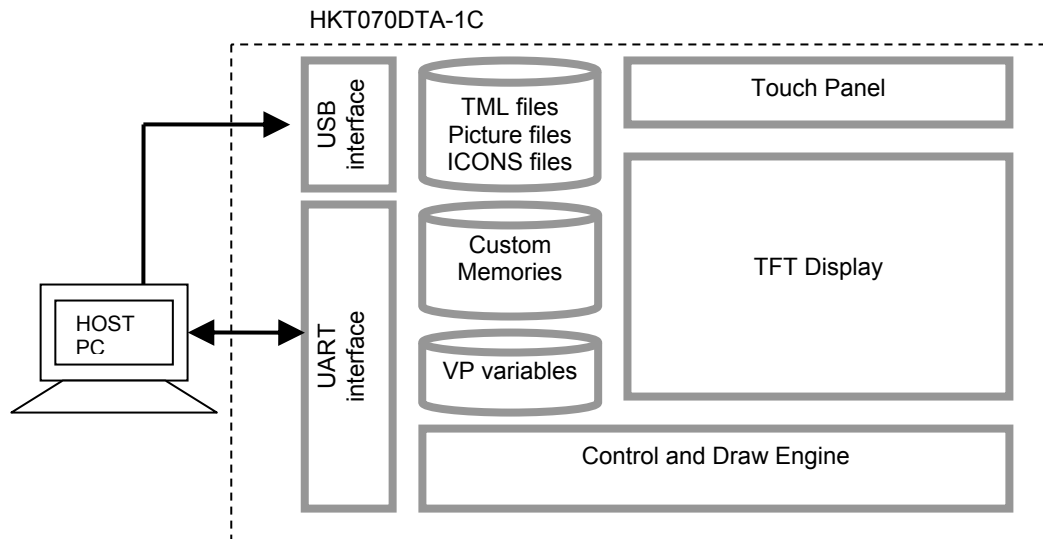 HKT070DTA-1C
USB
interface
TML files
Picture files
ICONS files
Touch Panel
TFT Display
Custom
Memories
HOST
PC
UART
interface
VP variables
Control and Draw Engine